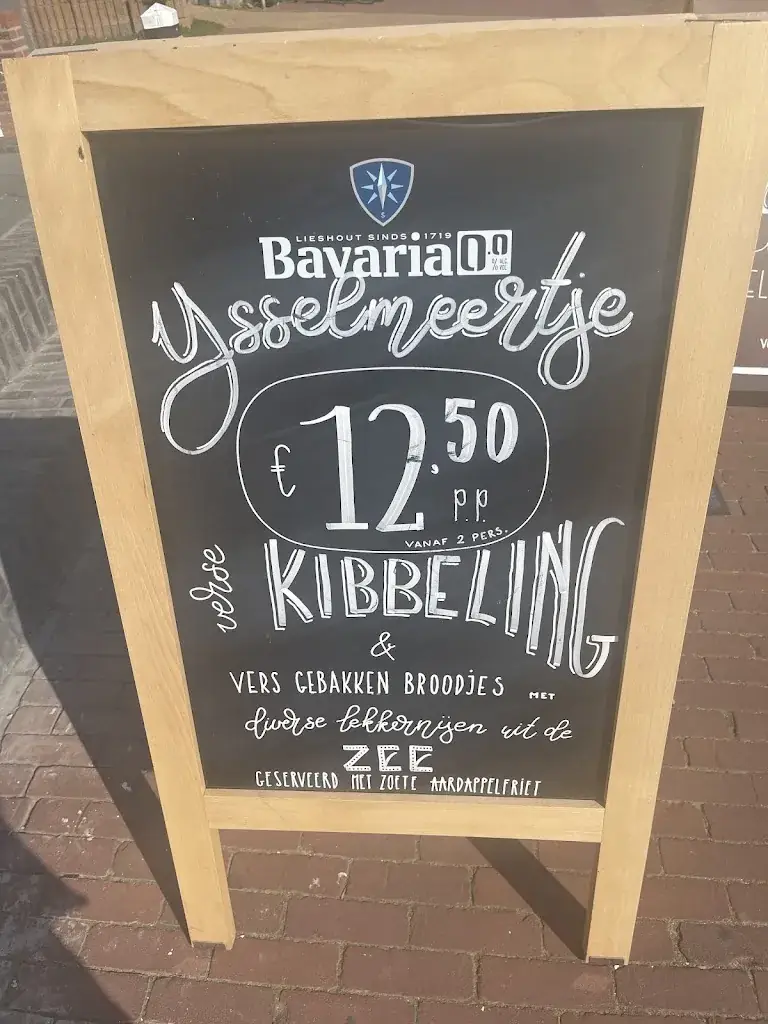 LIESHOUT SINDS 1719
Bavaria 0.0
Ysselmeertje
€ 12,50
p.p.
VANAF 2 PERS.
verse
KIBBELING
&
VERS GEBAKKEN BROODJES MET
diverse lekkernijen uit de
ZEE
GESERVEERD MET ZOETE AARDAPPELFRIET